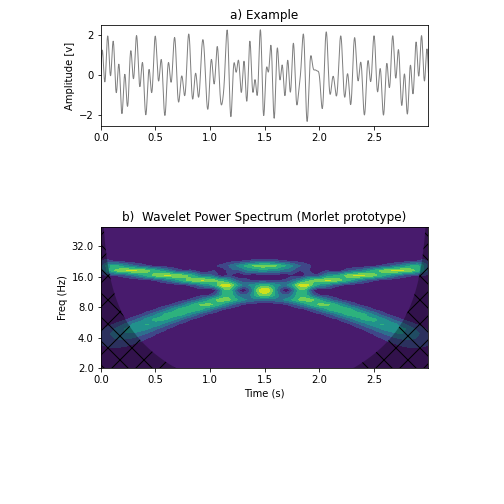 a) Example
Amplitude [v]
2
0
−2
0.0 0.5 1.0 1.5 2.0 2.5
b)  Wavelet Power Spectrum (Morlet prototype)
Freq (Hz)
32.0
16.0
8.0
4.0
2.0
0.0 0.5 1.0 1.5 2.0 2.5
Time (s)